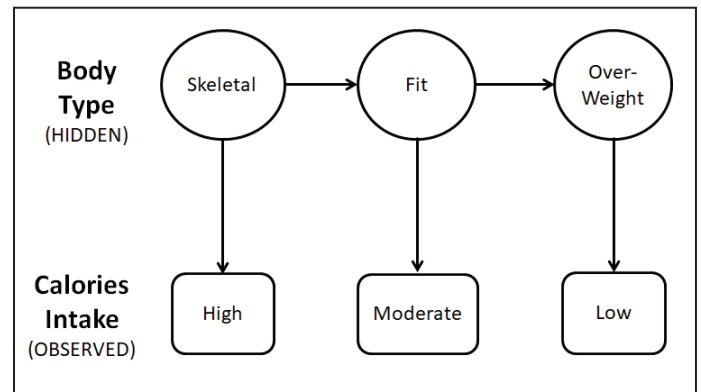 Body
Type
(HIDDEN)
Skeletal
Fit
Over-
Weight
Calories
Intake
(OBSERVED)
High
Moderate
Low